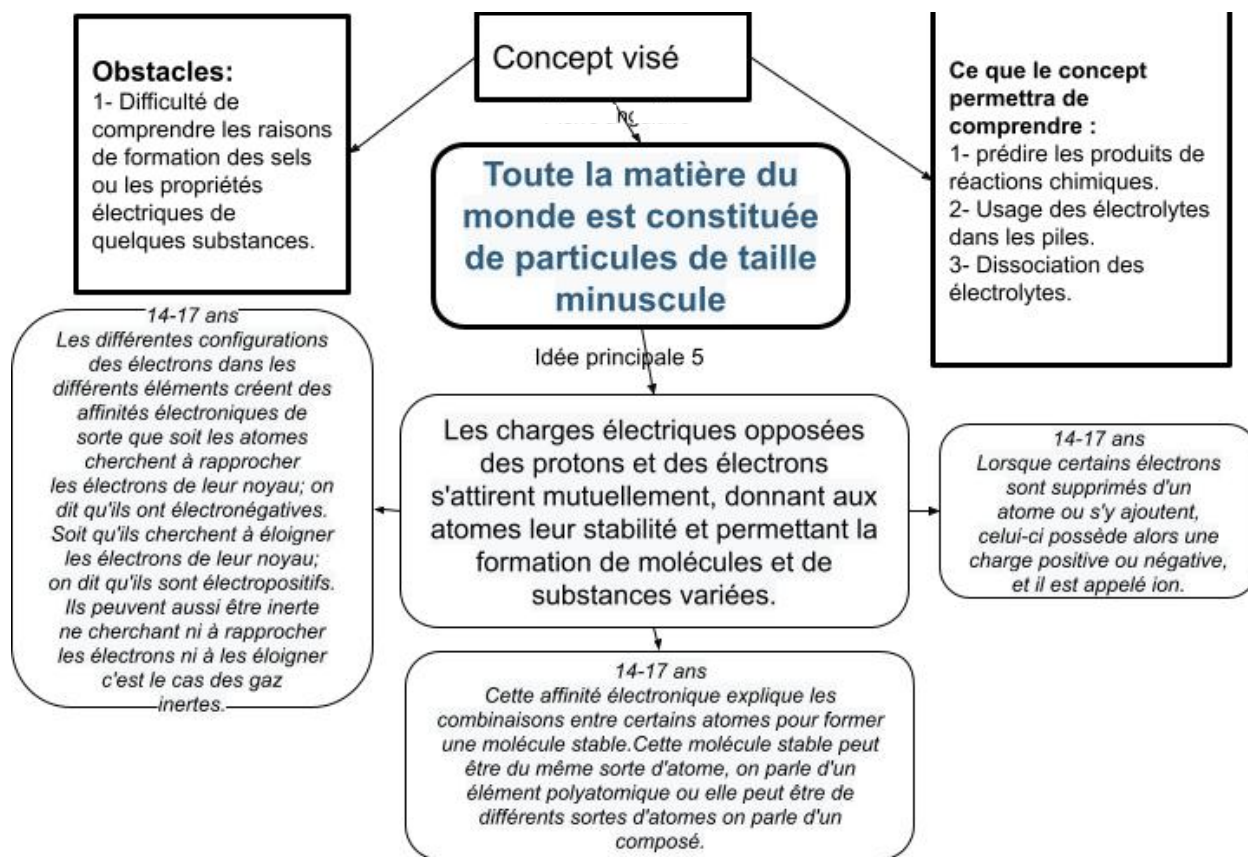 Concept visé
Obstacles:
1- Difficulté de
comprendre les raisons
de formation des sels
ou les propriétés
électriques de
quelques substances.
Ce que le concept
permettra de
comprendre :
1- prédire les produits de
réactions chimiques.
2- Usage des électrolytes
dans les piles.
3- Dissociation des
électrolytes.
Toute la matière du
monde est constituée
de particules de taille
minuscule
Idée principale 5
14-17 ans
Les différentes configurations
des électrons dans les
différents éléments créent des
affinités électroniques de
sorte que soit les atomes
cherchent à rapprocher
les électrons de leur noyau; on
dit qu'ils ont électronégatives.
Soit qu'ils cherchent à éloigner
les électrons de leur noyau;
on dit qu'ils sont électropositifs.
Ils peuvent aussi être inerte
ne cherchant ni à rapprocher
les électrons ni à les éloigner
c'est le cas des gaz
inertes.
Les charges électriques opposées
des protons et des électrons
s'attirent mutuellement, donnant aux
atomes leur stabilité et permettant la
formation de molécules et de
substances variées.
14-17 ans
Lorsque certains électrons
sont supprimés d'un
atome ou s'y ajoutent,
celui-ci possède alors une
charge positive ou négative,
et il est appelé ion.
14-17 ans
Cette affinité électronique explique les
combinaisons entre certains atomes pour former
une molécule stable.Cette molécule stable peut
être du même sorte d'atome, on parle d'un
élément polyatomique ou elle peut être de
différents sortes d'atomes on parle d'un
composé.